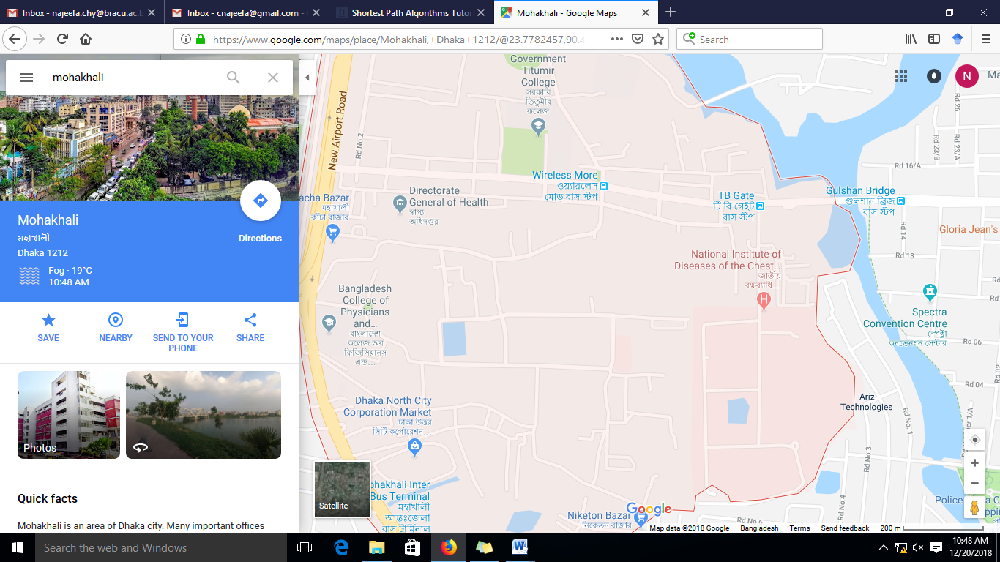 Inbox - najeefa.chy@bracu.ac.b
Inbox - cnajeefa@gmail.com -
Shortest Path Algorithms Tutor
Mohakhali - Google Maps
https://www.google.com/maps/place/Mohakhali,+Dhaka+1212/@23.7782457,90.4
Search
mohakhali
Mohakhali
মহাখালী
Dhaka 1212
Fog · 19°C
10:48 AM
Directions
SAVE
NEARBY
SEND TO YOUR
PHONE
SHARE
Photos
Quick facts
Mohakhali is an area of Dhaka city. Many important offices
Government
Titumir
College
সরকারি
তিতুমীর
কলেজ
New Airport Road
Rd No 2
Wireless More
ওয়্যারলেস
মোড় বাস স্টপ
Directorate
General of Health
স্বাস্থ্য
অধিদপ্তর
acha Bazar
মহাখালী
কাঁচা বাজার
TB Gate
টি বি গেইট
বাস স্টপ
Gulshan Bridge
গুলশান ব্রিজ
বাস স্টপ
Ma
Rd 26
Rd 23/B
Rd 23/A
Rd 16/A
Rd 14
Gloria Jean's
Rd 13
National Institute of
Diseases of the Chest...
জাতীয়
বক্ষব্যাধি...
H
Bangladesh
College of
Physicians
and...
বাংলাদেশ
কলেজ অব
ফিজিসিয়ানস
এন্ড...
Spectra
Convention Centre
স্পেক্ট্রা
কনভেনশন সেন্টার
Rd 06
Rd 04
Rd 02
Ariz
Technologies
Rd No.1
Rd No 3
Rd No 4
Dhaka North City
Corporation Market
ঢাকা উত্তর
সিটি কর্পোরেশন...
ohakhali Inter
Bus Terminal
মহাখালী
আন্তঃজেলা
বাস টার্মিনাল
Satellite
Niketon Bazar
নিকেতন বাজার
Google
Rd No 6
Police
N
Map data ©2018 Google
Bangladesh
Terms
Send feedback
200 m
Search the web and Windows
10:48 AM
12/20/2018